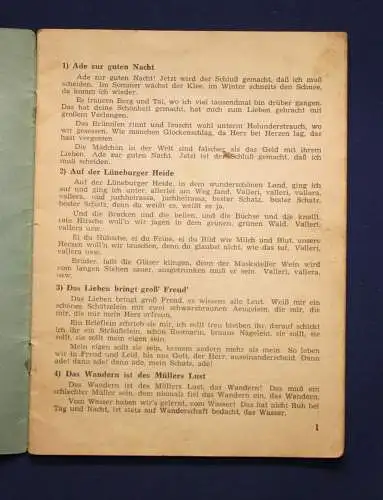 1) Ade zur guten Nacht
Ade zur guten Nacht! Jetzt wird der Schluß gemacht, daß ich muß
scheiden. Im Sommer wächst der Klee, im Winter schneits den Schnee,
da komm ich wieder.
Es trauren Berg und Tal, wo ich viel tausendmal bin drüber gangen.
Das hat deine Schönheit gemacht, hat mich zum Lieben gebracht mit
großem Verlangen.
Das Brünnlein rinnt und rauscht wohl unterm Holunderstrauch, wo
wir gesessen. Wie manchen Glockenschlag, da Herz bei Herzen lag, das
hast vergessen.
Die Mädchen in der Welt sind falscher als das Geld mit ihrem
Lieben. Ade zur guten Nacht. Jetzt ist der Schluß gemacht, daß ich
muß scheiden.
2) Auf der Lüneburger Heide
Auf der Lüneburger Heide, in dem wunderschönen Land, ging ich
auf und ging ich unter, allerlei am Weg fand. Valleri, vallera,
und juchheirassa, juchheirassa, bester Schatz, bester Schatz, bester
Schatz, denn du weißt es, weißt es ja.
Und die Bracken und die bellen, und die Büchse und die knallt,
rote Hirsche woll'n wir jagen in dem grünen, grünen Wald. Valleri,
vallera usw.
Ei du Hübsche, ei du Feine, ei du Bild wie Milch und Blut, unsere
Herzen woll'n wir tauschen, denn du glaubst nicht, wie das tut. Valleri,
vallera usw.
Brüder, laßt die Gläser klingen, denn der Muskateller Wein wird
vom langen Stehen sauer, ausgetrunken muß er sein. Valleri, vallera,
usw.
3) Das Lieben bringt groß' Freud'
Das Lieben bringt groß' Freud', es wissen alle Leut. Weiß mir ein
schönes Schätzelein mit zwei schwarzbraunen Äugelein, die mir, die
mir, die mir mein Herz erfreun.
Ein Brieflein schrieb sie mir, ich sollt treu bleiben ihr, darauf schickt
ich ihr ein Sträußlein, schön Rosmarin, braune Nagelein, sie sollt, sie
sollt, sie sollt mein eigen sein.
Mein eigen sollt sie sein, keinem andern mehr als mein. So leben
wir in Freud und Leid, bis uns Gott, der Herr, auseinanderscheid. Dann
ade! dann ade! dann ade, mein Schatz, ade!
4) Das Wandern ist des Müllers Lust
Das Wandern ist des Müllers Lust, das Wandern! Das muß ein
schlechter Müller sein, dem niemals fiel das Wandern ein, das Wandern.
Vom Wasser haben wir's gelernt, vom Wasser! Das hat nicht Ruh bei
Tag und Nacht, ist stets auf Wanderschaft bedacht, das Wasser.
1